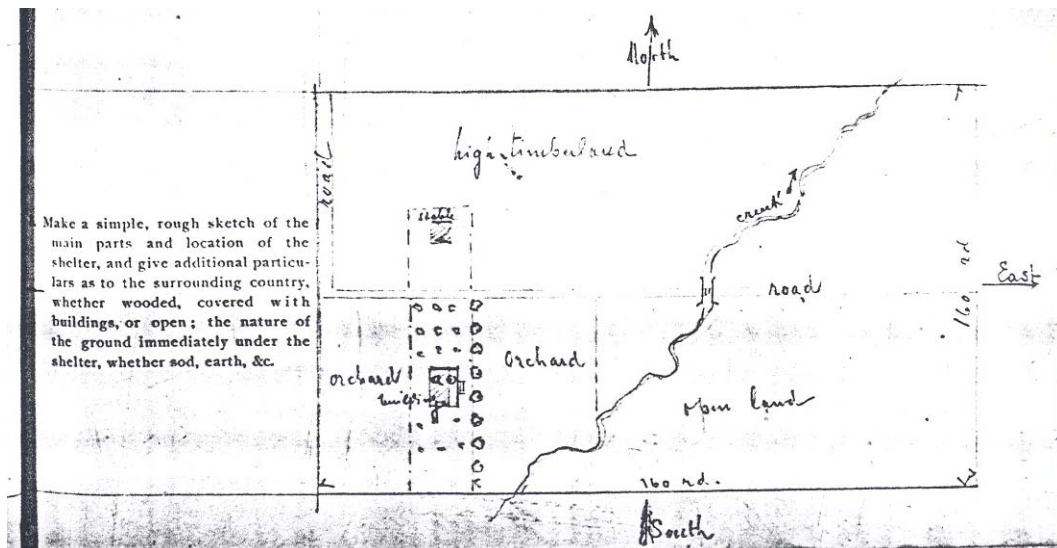 North
high timberland
road
stable
creek
Make a simple, rough sketch of the
main parts and location of the
shelter, and give additional particu-
lars as to the surrounding country,
whether wooded, covered with
buildings, or open; the nature of
the ground immediately under the
shelter, whether sod, earth, &c.
road
East
160 rd
orchard
orchard
open land
160 rd.
South